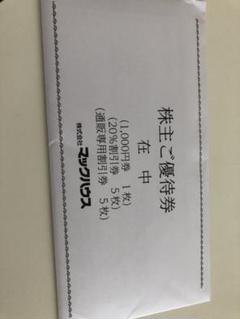 株主ご優待券
在中
(1,000円券 1枚)
(20%割引券 5枚)
(通販専用割引券 5枚)
株式会社 マックハウス